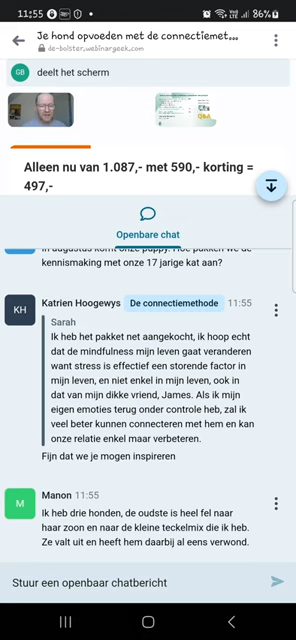 11:55
86%
Je hond opvoeden met de connectiemet...
de-bolster.webinargeek.com
GB deelt het scherm
Q&A
Alleen nu van 1.087,- met 590,- korting =
497,-
Openbare chat
kennismaking met onze 17 jarige kat aan?
KH Katrien Hoogewys De connectiemethode 11:55
Sarah
Ik heb het pakket net aangekocht, ik hoop echt
dat de mindfulness mijn leven gaat veranderen
want stress is effectief een storende factor in
mijn leven, en niet enkel in mijn leven, ook in
dat van mijn dikke vriend, James. Als ik mijn
eigen emoties terug onder controle heb, zal ik
veel beter kunnen connecteren met hem en kan
onze relatie enkel maar verbeteren.
Fijn dat we je mogen inspireren
M Manon 11:55
Ik heb drie honden, de oudste is heel fel naar
haar zoon en naar de kleine teckelmix die ik heb.
Ze valt uit en heeft hem daarbij al eens verwond.
Stuur een openbaar chatbericht